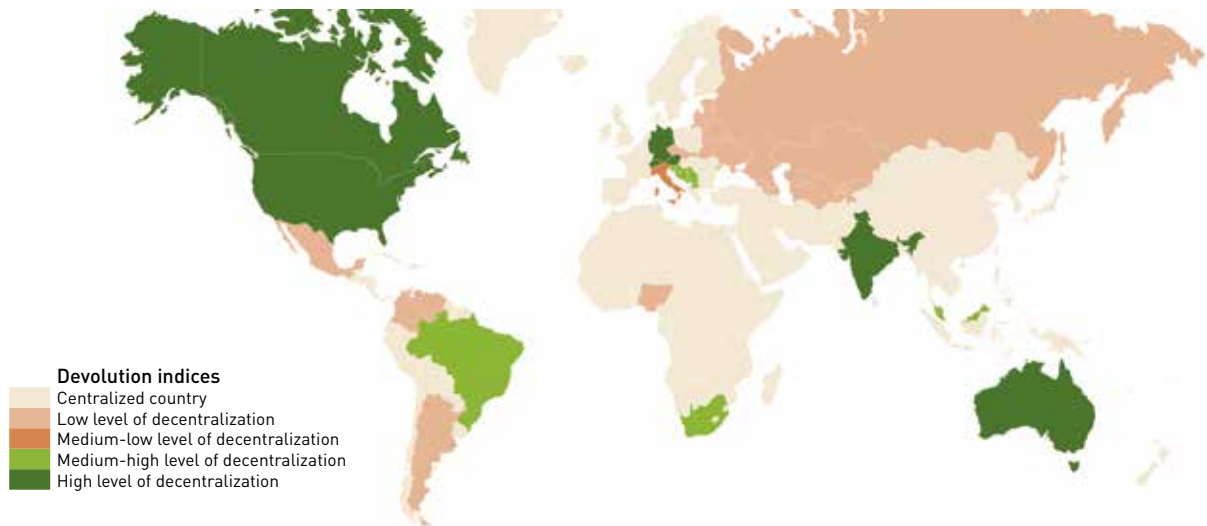 Devolution indices
Centralized country
Low level of decentralization
Medium-low level of decentralization
Medium-high level of decentralization
High level of decentralization